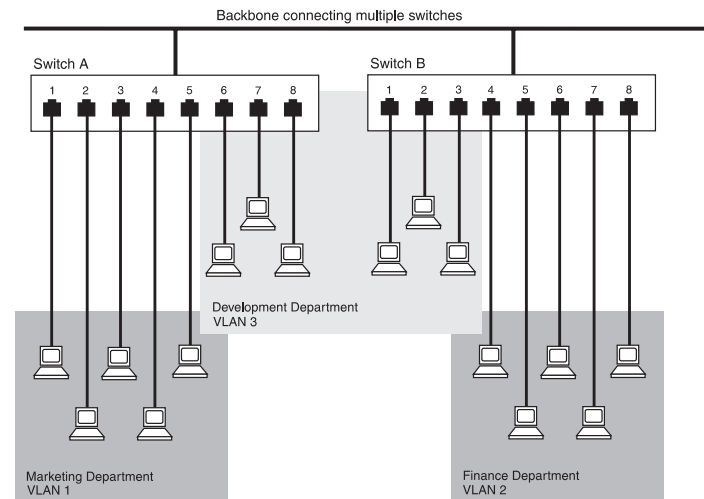 Backbone connecting multiple switches
Switch A
1 2 3 4 5 6 7 8
Switch B
1 2 3 4 5 6 7 8
Development Department
VLAN 3
Marketing Department
VLAN 1
Finance Department
VLAN 2